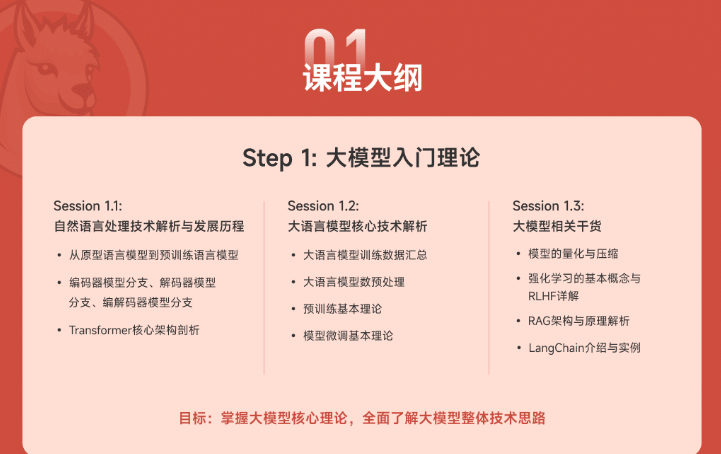 01
课程大纲
Step 1: 大模型入门理论
Session 1.1:
自然语言处理技术解析与发展历程
• 从原型语言模型到预训练语言模型
• 编码器模型分支、解码器模型
分支、编解码器模型分支
• Transformer核心架构剖析
Session 1.2:
大语言模型核心技术解析
• 大语言模型训练数据汇总
• 大语言模型数预处理
• 预训练基本理论
• 模型微调基本理论
Session 1.3:
大模型相关干货
• 模型的量化与压缩
• 强化学习的基本概念与
RLHF详解
• RAG架构与原理解析
• LangChain介绍与实例
目标：掌握大模型核心理论，全面了解大模型整体技术思路